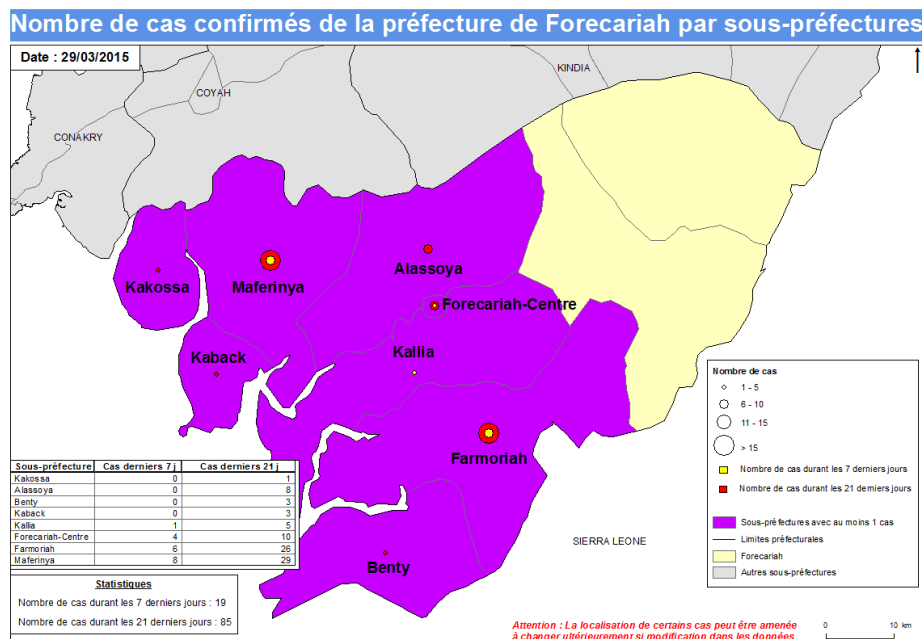 Nombre de cas confirmés de la préfecture de Forecariah par sous-préfectures
Date : 29/03/2015
KINDIA
COYAH
CONAKRY
Alassoya
Kakossa
Maferinya
Forecariah-Centre
Kaback
Kallia
Farmoriah
Benty
SIERRA LEONE
Nombre de cas
1 - 5
6 - 10
11 - 15
> 15
Nombre de cas durant les 7 derniers jours
Nombre de cas durant les 21 derniers jours
Sous-préfectures avec au moins 1 cas
Limites préfecturales
Forecariah
Autres sous-préfectures
Sous-préfecture Cas derniers 7 j Cas derniers 21 j
Kakossa 0 1
Alassoya 0 8
Benty 0 3
Kaback 0 3
Kallia 1 5
Forecariah-Centre 4 10
Farmoriah 6 26
Maferinya 8 29
Statistiques
Nombre de cas durant les 7 derniers jours : 19
Nombre de cas durant les 21 derniers jours : 85
Attention : La localisation de certains cas peut être amenée
à changer ultérieurement si modification dans les données
0 10 km